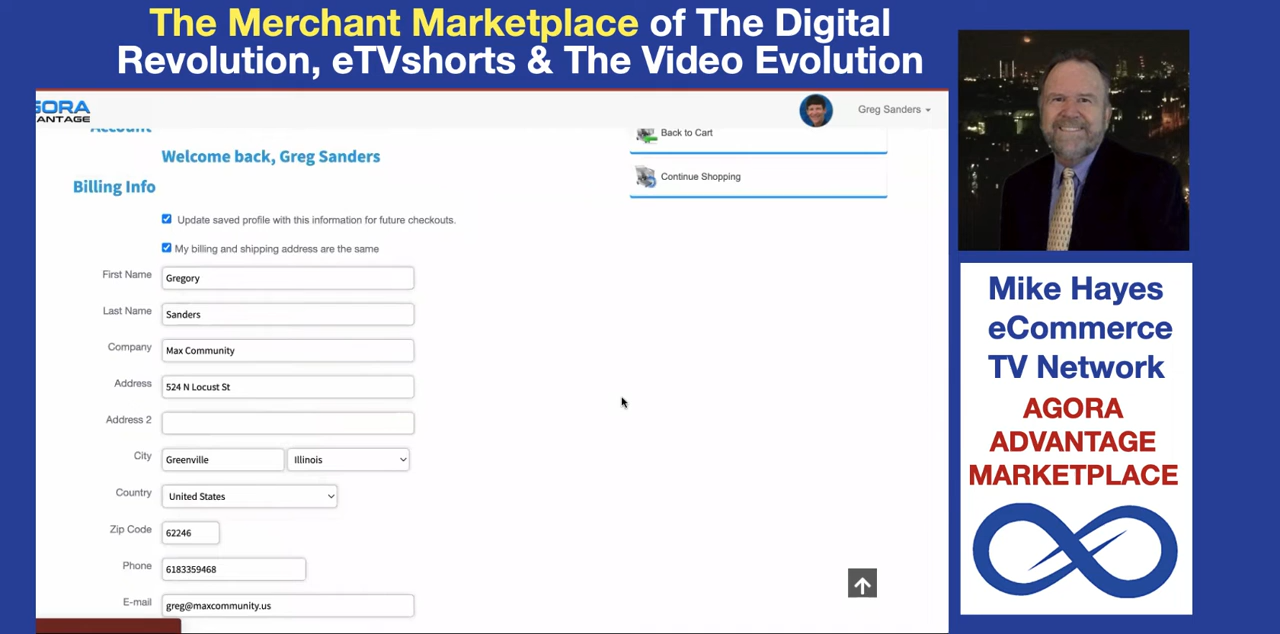 The Merchant Marketplace of The Digital
Revolution, eTVshorts & The Video Evolution
GORA
ANTAGE
Greg Sanders
Account
Back to Cart
Welcome back, Greg Sanders
Continue Shopping
Billing Info
Update saved profile with this information for future checkouts.
My billing and shipping address are the same
First Name Gregory
Last Name Sanders
Company Max Community
Address 524 N Locust St
Address 2
City Greenville Illinois
Country United States
Zip Code 62246
Phone 6183359468
E-mail greg@maxcommunity.us
Mike Hayes
eCommerce
TV Network
AGORA
ADVANTAGE
MARKETPLACE